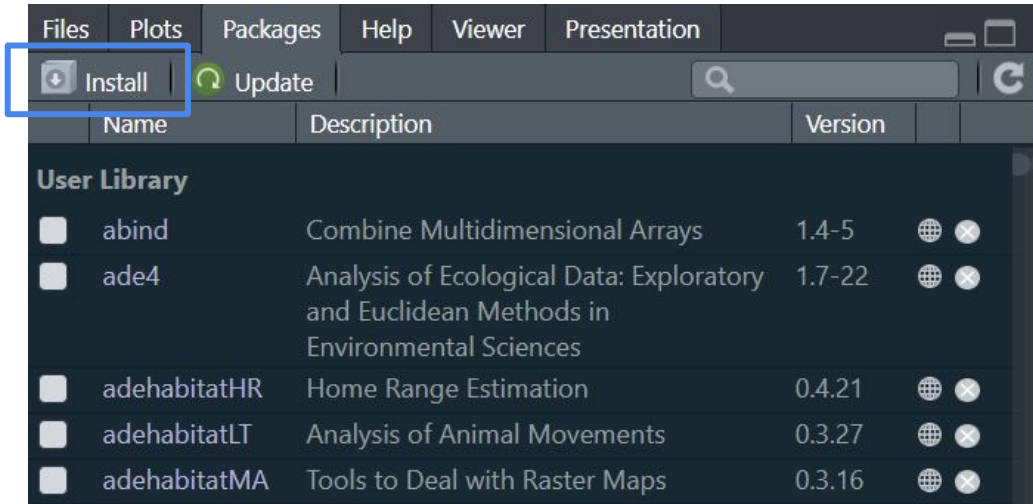 Files Plots Packages Help Viewer Presentation
Install Update
Name Description Version
User Library
abind Combine Multidimensional Arrays 1.4-5
ade4 Analysis of Ecological Data: Exploratory 1.7-22
and Euclidean Methods in
Environmental Sciences
adehabitatHR Home Range Estimation 0.4.21
adehabitatLT Analysis of Animal Movements 0.3.27
adehabitatMA Tools to Deal with Raster Maps 0.3.16